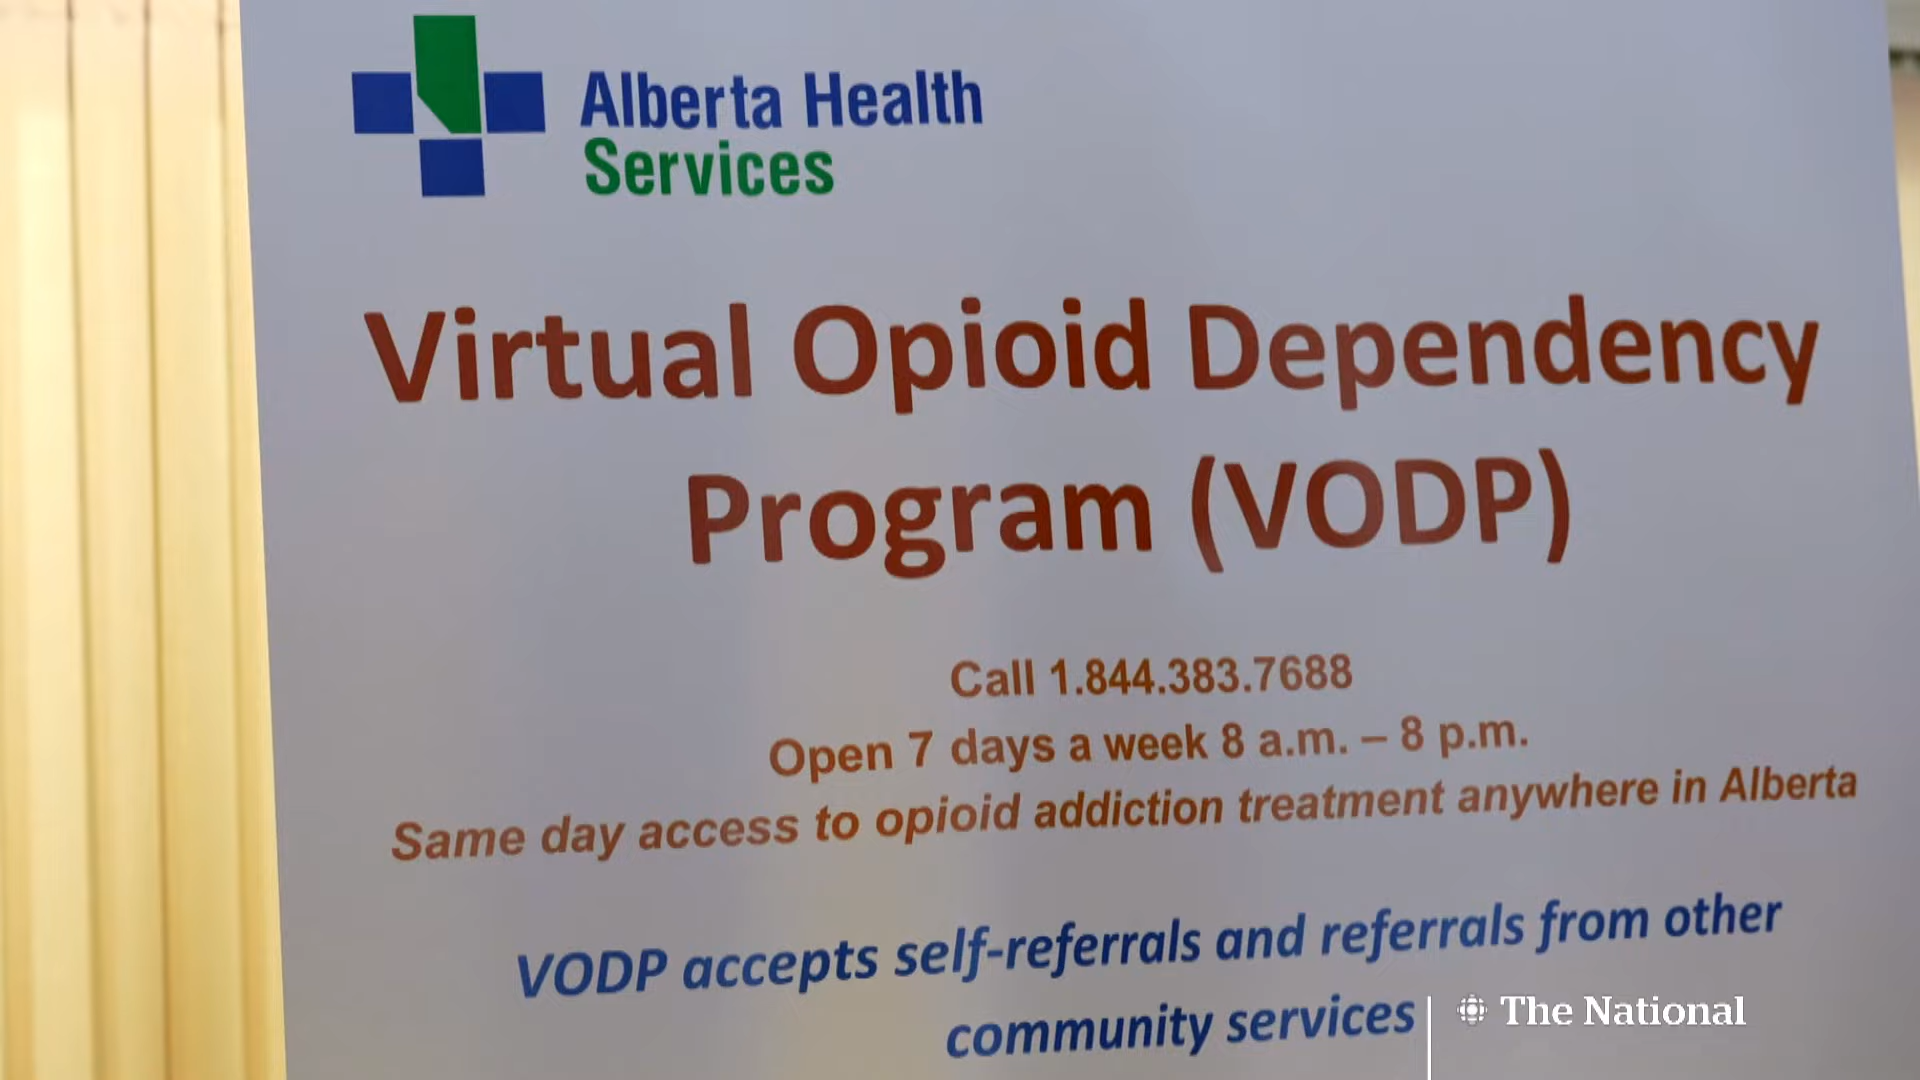 Alberta Health
Services
Virtual Opioid Dependency
Program (VODP)
Call 1.844.383.7688
Open 7 days a week 8 a.m. – 8 p.m.
Same day access to opioid addiction treatment anywhere in Alberta
VODP accepts self-referrals and referrals from other
community services
The National